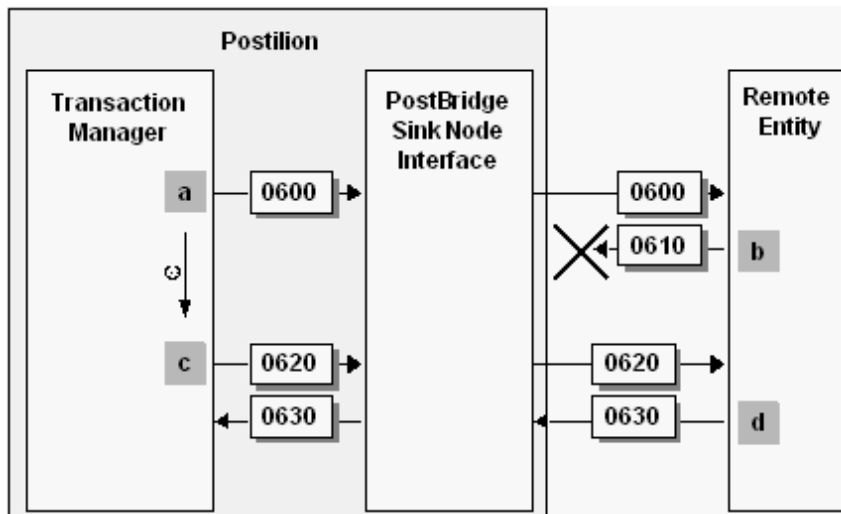 Postilion
Transaction
Manager
PostBridge
Sink Node
Interface
Remote
Entity
a
0600
0600
0610
b
c
0620
0620
0630
0630
d